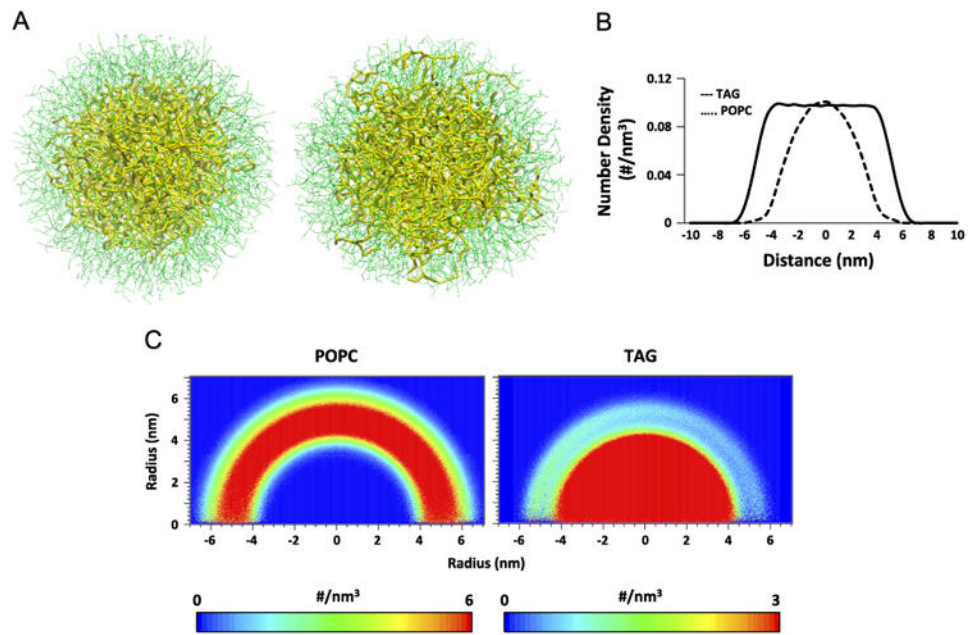 A
B
0.12
0.08
0.04
0
TAG
POPC
Number Density
(#/nm³)
-10 -8 -6 -4 -2 0 2 4 6 8 10
Distance (nm)
C
POPC
TAG
Radius (nm)
6
4
2
0
-6 -4 -2 0 2 4 6
-6 -4 -2 0 2 4 6
Radius (nm)
0 #/nm³ 6
0 #/nm³ 3